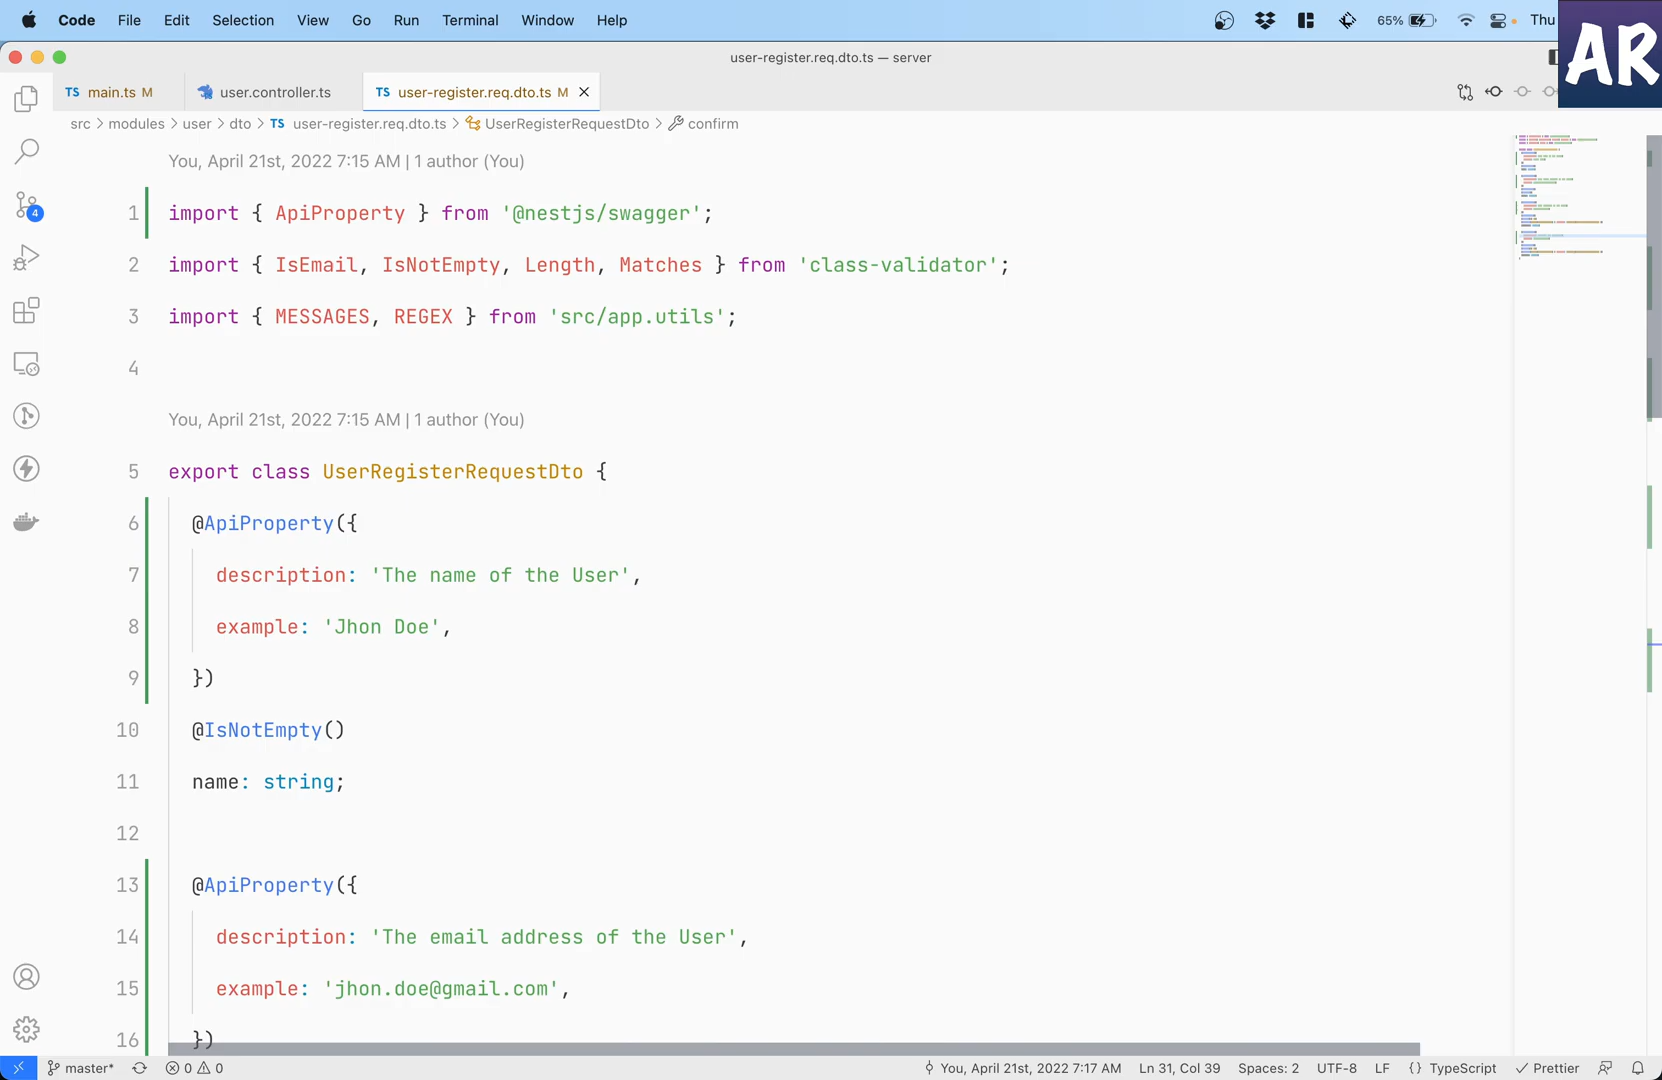 Code File Edit Selection View Go Run Terminal Window Help 65% Thu
AR
user-register.req.dto.ts — server
TS main.ts M user.controller.ts TS user-register.req.dto.ts M
src > modules > user > dto > TS user-register.req.dto.ts > UserRegisterRequestDto > confirm
You, April 21st, 2022 7:15 AM | 1 author (You)
1 import { ApiProperty } from '@nestjs/swagger';
2 import { IsEmail, IsNotEmpty, Length, Matches } from 'class-validator';
3 import { MESSAGES, REGEX } from 'src/app.utils';
4
You, April 21st, 2022 7:15 AM | 1 author (You)
5 export class UserRegisterRequestDto {
6 @ApiProperty({
7 description: 'The name of the User',
8 example: 'Jhon Doe',
9 })
10 @IsNotEmpty()
11 name: string;
12
13 @ApiProperty({
14 description: 'The email address of the User',
15 example: 'jhon.doe@gmail.com',
16 })
4
master* 0 0 You, April 21st, 2022 7:17 AM Ln 31, Col 39 Spaces: 2 UTF-8 LF {} TypeScript Prettier